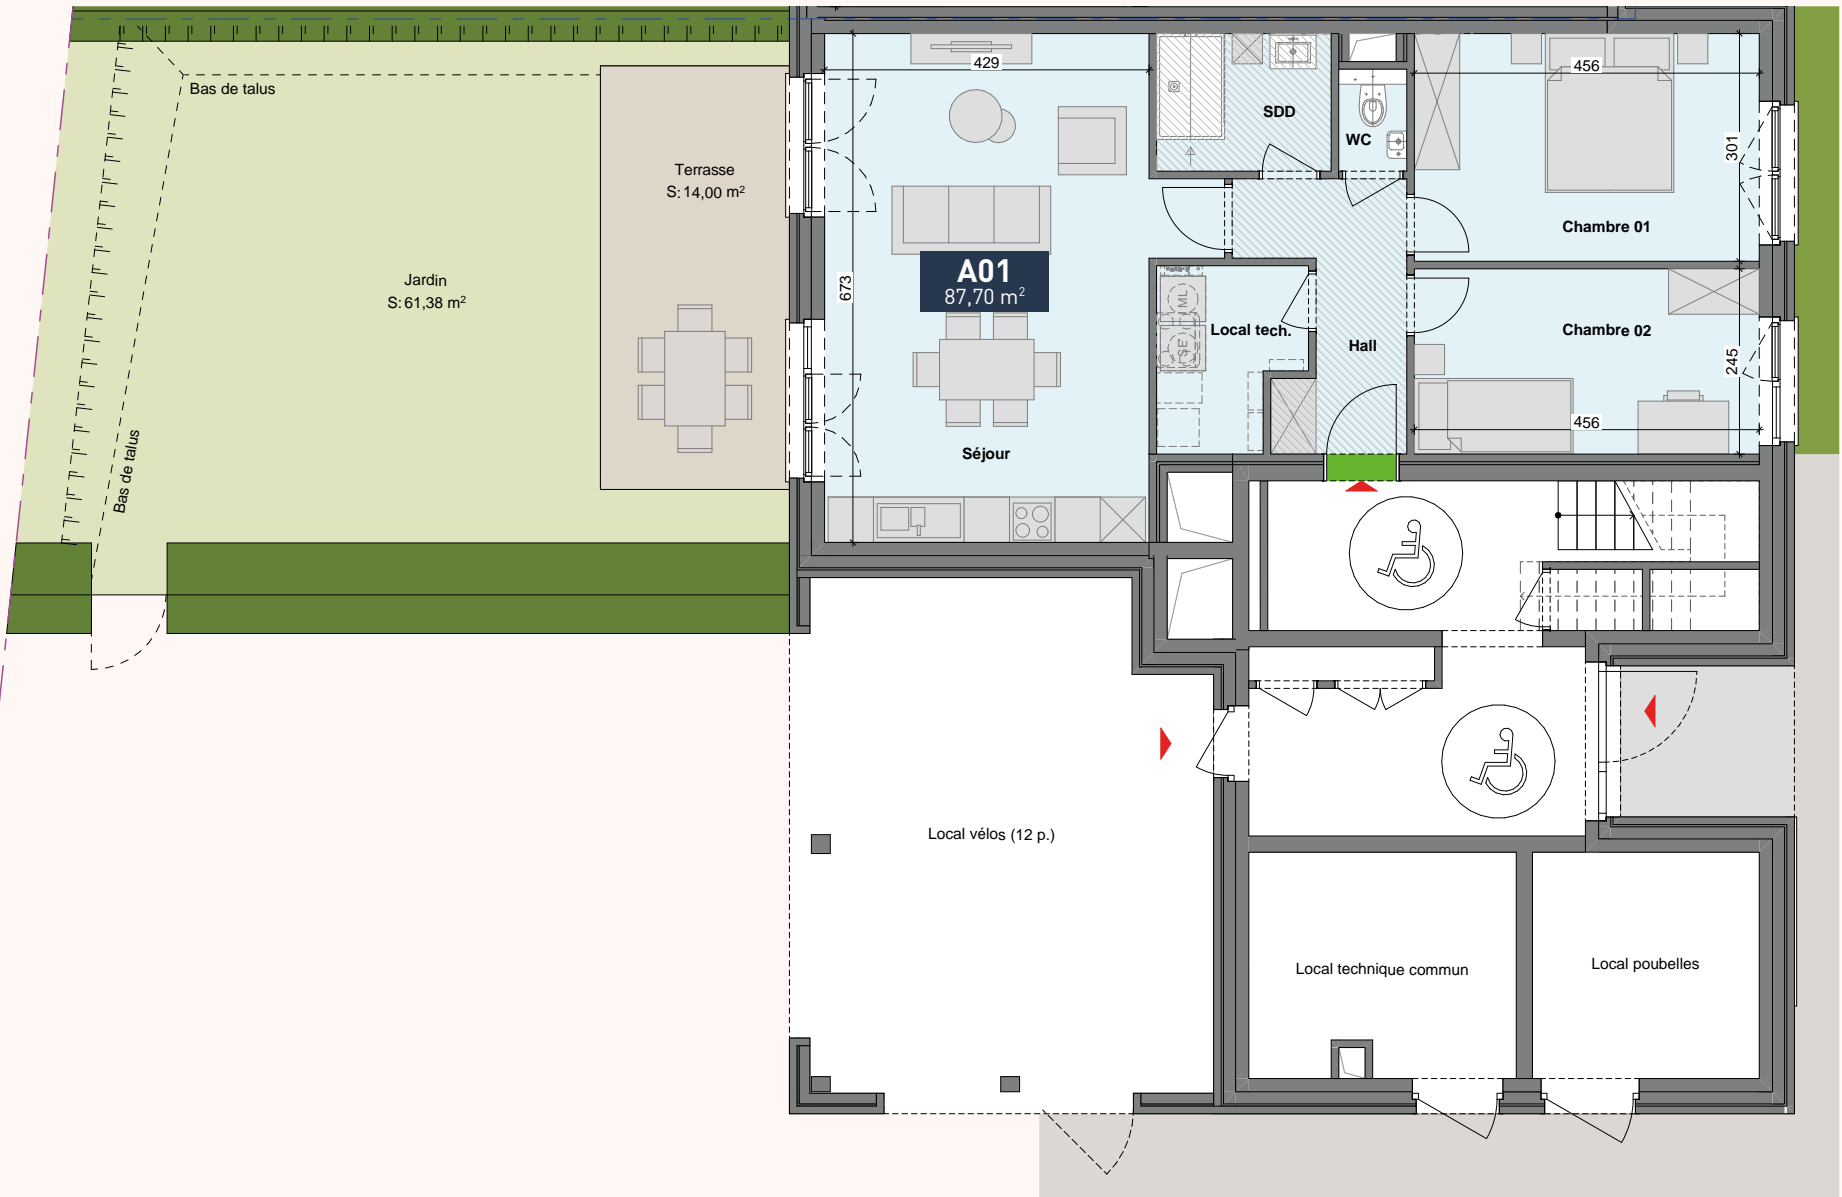 Bas de talus
Bas de talus
Jardin
S: 61,38 m²
Terrasse
S: 14,00 m²
429
673
A01
87,70 m²
Séjour
SDD
WC
456
301
Chambre 01
ML
SE
Local tech.
Hall
Chambre 02
245
456
Local vélos (12 p.)
Local technique commun
Local poubelles